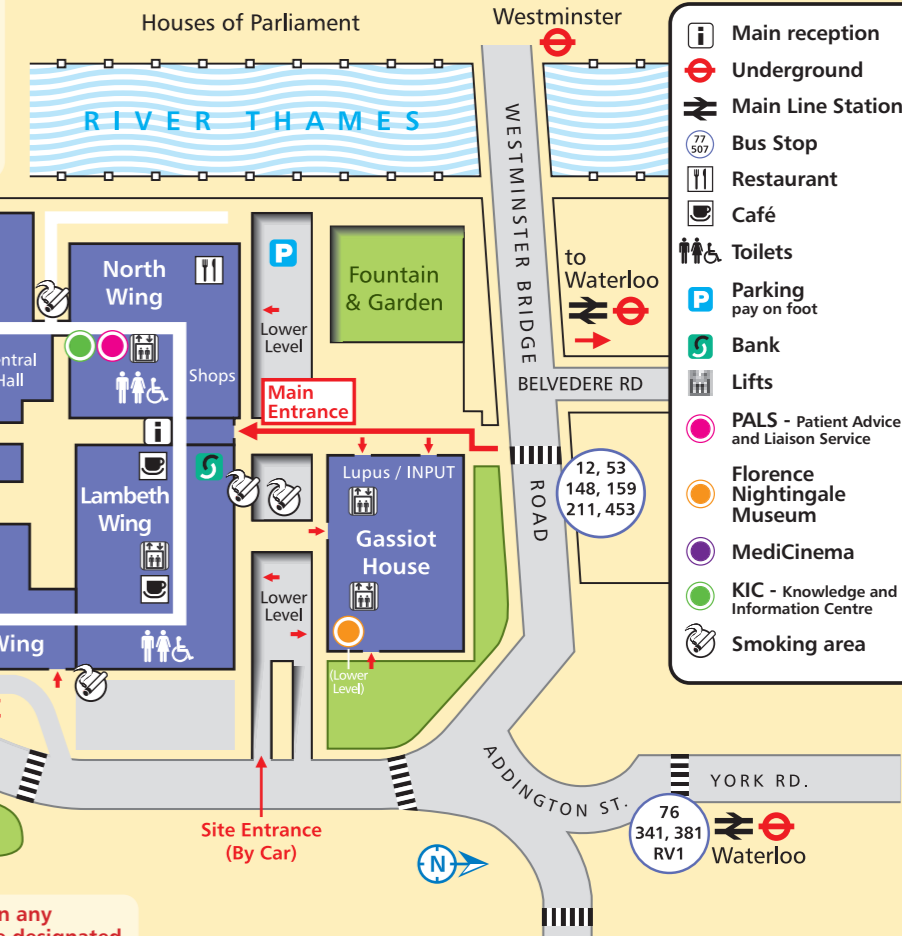 Houses of Parliament
Westminster
RIVER THAMES
WESTMINSTER BRIDGE
ROAD
North
Wing
P
Fountain
& Garden
Lower
Level
to
Waterloo
entral
Hall
Shops
Main
Entrance
BELVEDERE RD
i
Lupus / INPUT
12, 53
148, 159
211, 453
Lambeth
Wing
Gassiot
House
Lower
Level
Wing
(Lower
Level)
ADDINGTON ST.
YORK RD.
Site Entrance
(By Car)
N
76
341, 381
RV1
Waterloo
n any
designated
i
Main reception
Underground
Main Line Station
77
507
Bus Stop
Restaurant
Café
Toilets
P
Parking
pay on foot
Bank
Lifts
PALS - Patient Advice
and Liaison Service
Florence
Nightingale
Museum
MediCinema
KIC - Knowledge and
Information Centre
Smoking area